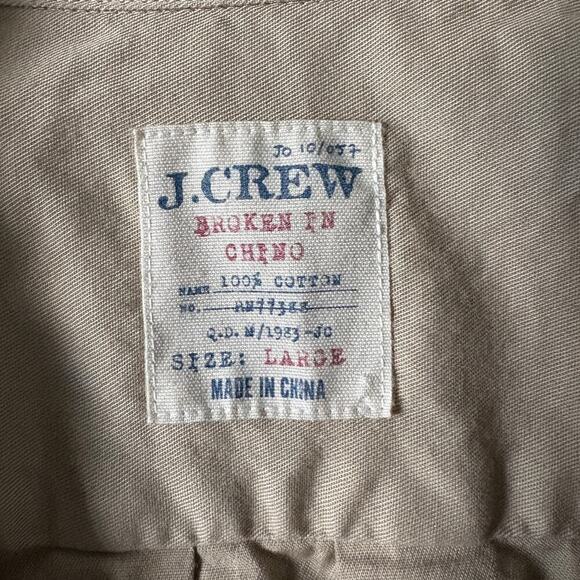 JO 10/057
J.CREW
BROKEN IN
CHINO
NAME 100% COTTON
NO. RN77388
Q.D. N/1983-JC
SIZE: LARGE
MADE IN CHINA